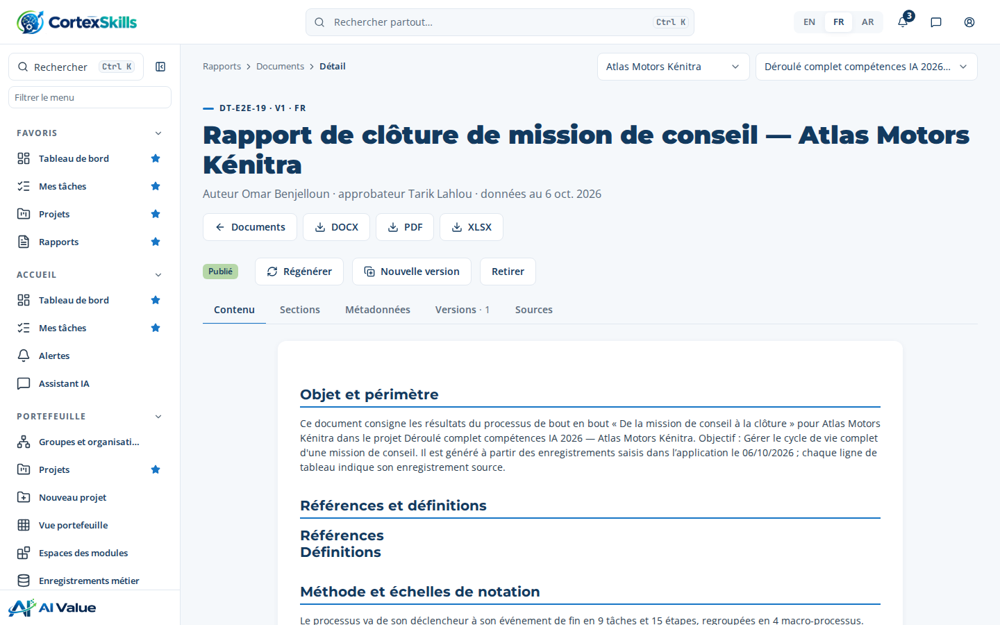 CortexSkills
Rechercher partout...
Ctrl K
EN
FR
AR
3
Rechercher
Ctrl K
Filtrer le menu
FAVORIS
Tableau de bord
Mes tâches
Projets
Rapports
ACCUEIL
Tableau de bord
Mes tâches
Alertes
Assistant IA
PORTEFEUILLE
Groupes et organisati...
Projets
Nouveau projet
Vue portefeuille
Espaces des modules
Enregistrements métier
AI Value
Rapports > Documents > Détail
Atlas Motors Kénitra
Déroulé complet compétences IA 2026...
DT-E2E-19 · V1 · FR
Rapport de clôture de mission de conseil — Atlas Motors
Kénitra
Auteur Omar Benjelloun · approbateur Tarik Lahlou · données au 6 oct. 2026
Documents
DOCX
PDF
XLSX
Publié
Régénérer
Nouvelle version
Retirer
Contenu
Sections
Métadonnées
Versions · 1
Sources
Objet et périmètre
Ce document consigne les résultats du processus de bout en bout « De la mission de conseil à la clôture » pour Atlas Motors
Kénitra dans le projet Déroulé complet compétences IA 2026 — Atlas Motors Kénitra. Objectif : Gérer le cycle de vie complet
d'une mission de conseil. Il est généré à partir des enregistrements saisis dans l’application le 06/10/2026 ; chaque ligne de
tableau indique son enregistrement source.
Références et définitions
Références
Définitions
Méthode et échelles de notation
Le processus va de son déclencheur à son événement de fin en 9 tâches et 15 étapes, regroupées en 4 macro-processus.